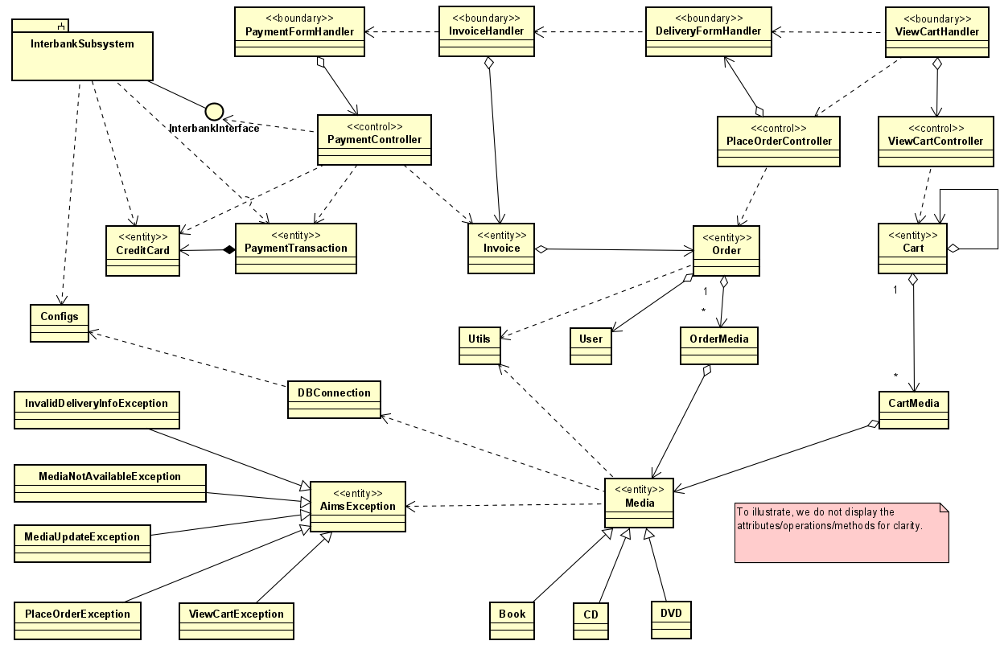 <<boundary>>
PaymentFormHandler
<<boundary>>
InvoiceHandler
<<boundary>>
DeliveryFormHandler
<<boundary>>
ViewCartHandler
InterbankSubsystem
InterbankInterface
<<control>>
PaymentController
<<control>>
PlaceOrderController
<<control>>
ViewCartController
<<entity>>
CreditCard
<<entity>>
PaymentTransaction
<<entity>>
Invoice
<<entity>>
Order
<<entity>>
Cart
1
*
1
*
Configs
Utils
User
OrderMedia
DBConnection
CartMedia
InvalidDeliveryInfoException
MediaNotAvailableException
<<entity>>
AimsException
<<entity>>
Media
MediaUpdateException
To illustrate, we do not display the
attributes/operations/methods for clarity.
PlaceOrderException
ViewCartException
Book
CD
DVD